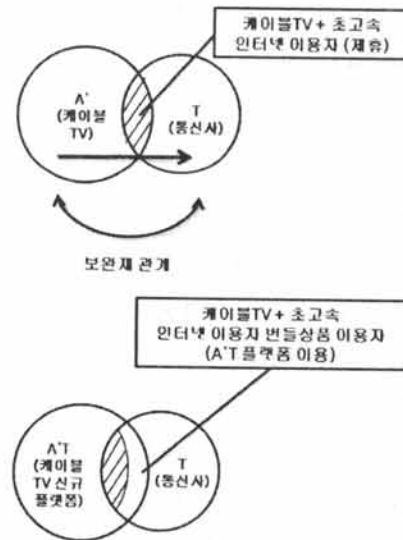 케이블TV + 초고속
인터넷 이용자 (제휴)
A'
(케이블
TV)
T
(통신사)
보완재 관계
케이블TV + 초고속
인터넷 이용자 번들상품 이용자
(A'T 플랫폼 이용)
A'T
(케이블
TV 신규
플랫폼)
T
(통신사)